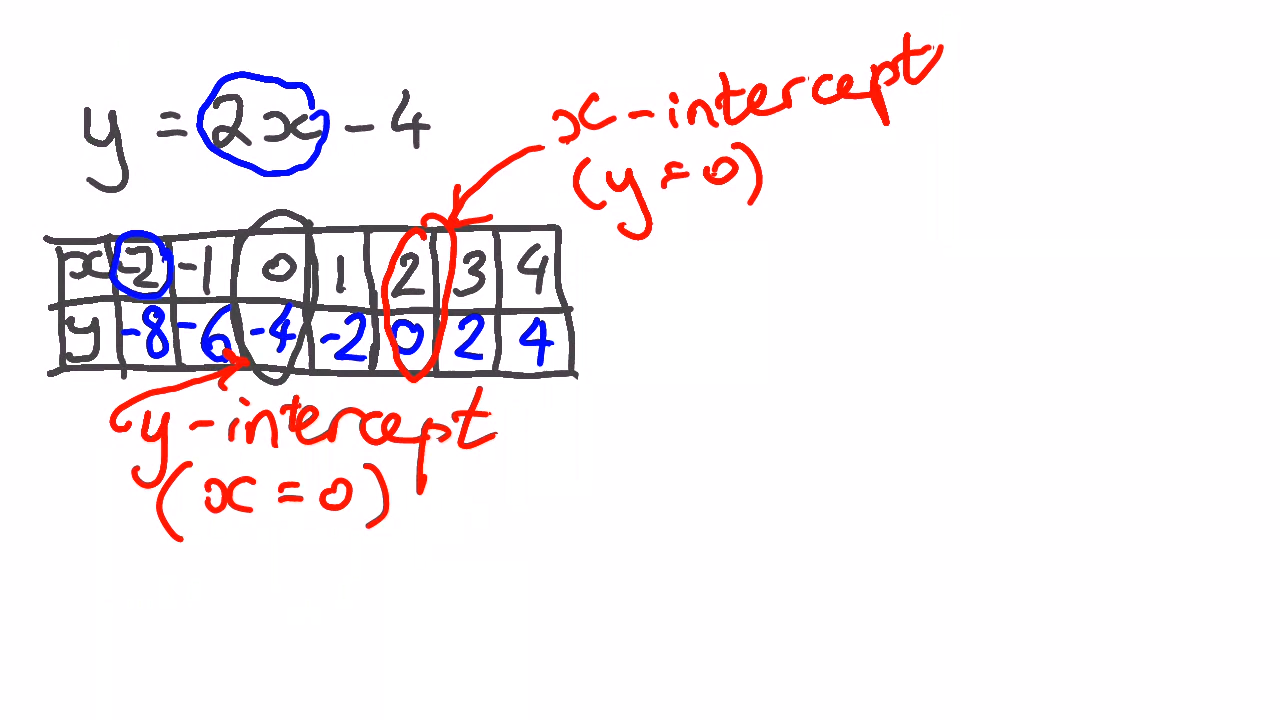 y = 2x - 4
x-intercept
(y = 0)
x -2 -1 0 1 2 3 4
y -8 -6 -4 -2 0 2 4
y-intercept
(x = 0)